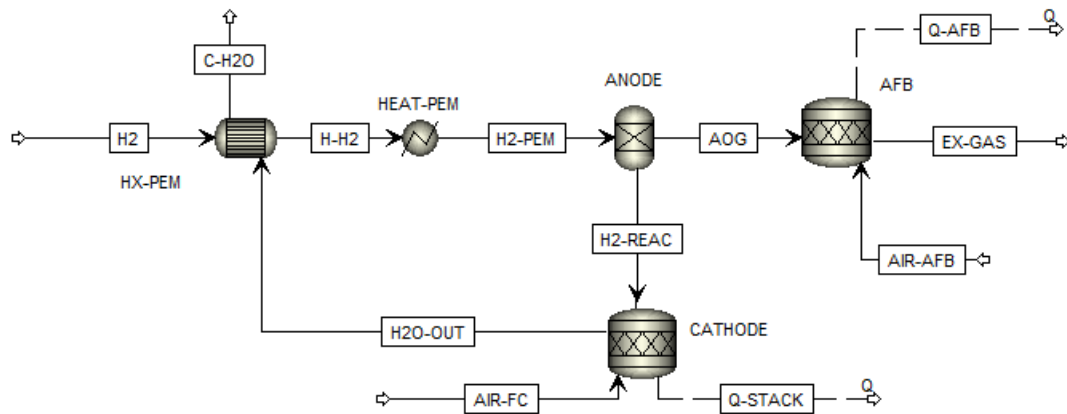 Q-AFB
Q
C-H2O
ANODE
AFB
HEAT-PEM
H2
H-H2
H2-PEM
AOG
EX-GAS
HX-PEM
H2-REAC
AIR-AFB
H2O-OUT
CATHODE
AIR-FC
Q-STACK
Q